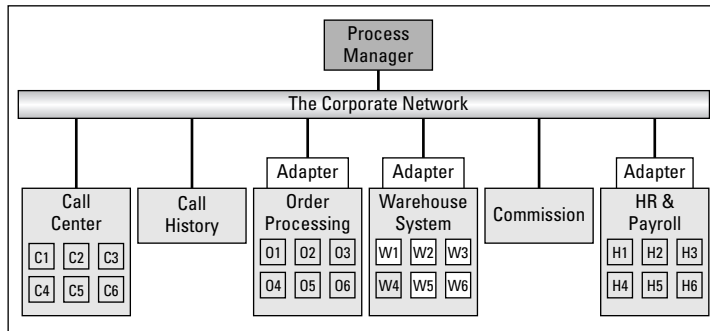 Process
Manager
The Corporate Network
Adapter Adapter Adapter
Call
Center
Call
History
Order
Processing
Warehouse
System
Commission
HR &
Payroll
C1 C2 C3
C4 C5 C6
O1 O2 O3
O4 O5 O6
W1 W2 W3
W4 W5 W6
H1 H2 H3
H4 H5 H6